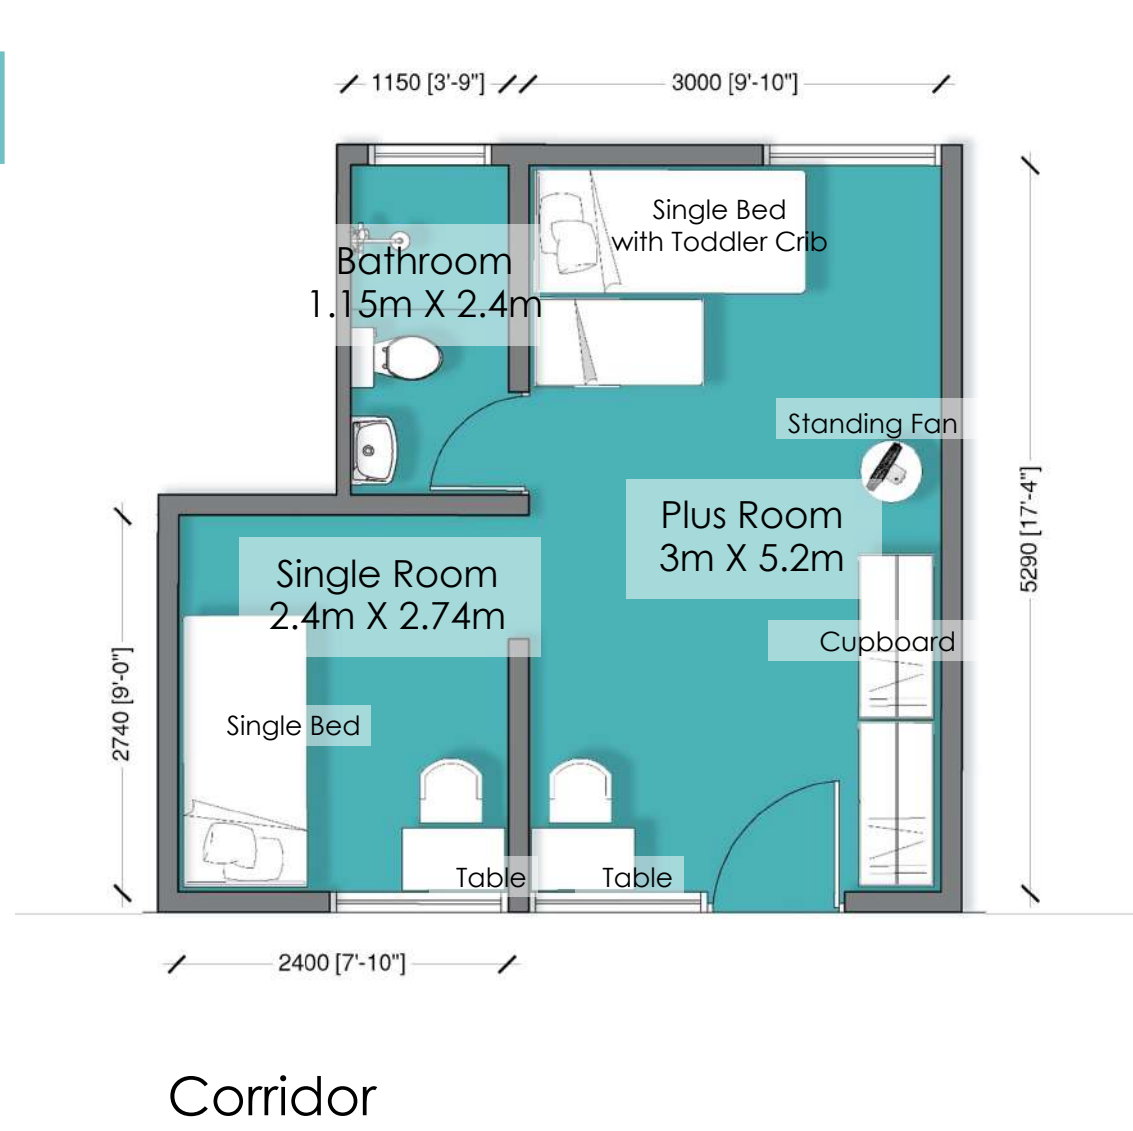 1150 [3'-9"]
3000 [9'-10"]
Single Bed
with Toddler Crib
Bathroom
1.15m X 2.4m
Standing Fan
Plus Room
3m X 5.2m
5290 [17'-4"]
Single Room
2.4m X 2.74m
Cupboard
2740 [9'-0"]
Single Bed
Table
Table
2400 [7'-10"]
Corridor